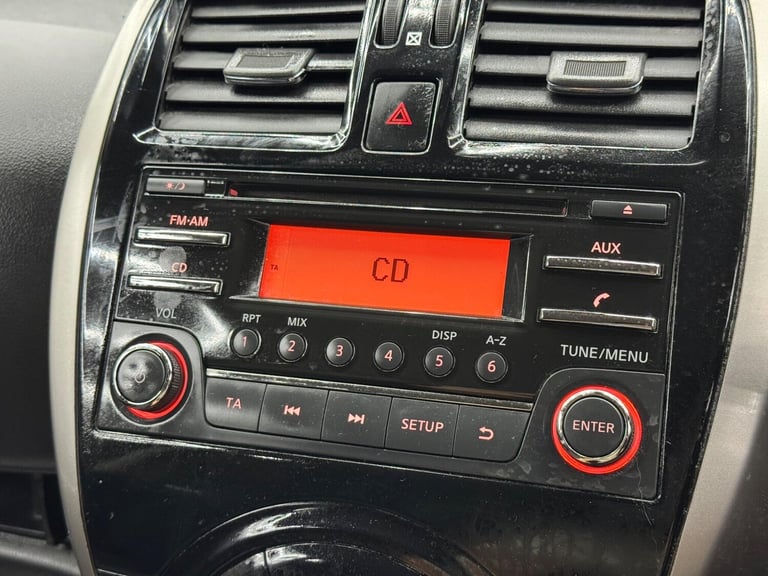 FM·AM
CD
TA
CD
AUX
VOL
RPT
MIX
DISP
A-Z
TUNE/MENU
1
2
3
4
5
6
TA
SETUP
ENTER